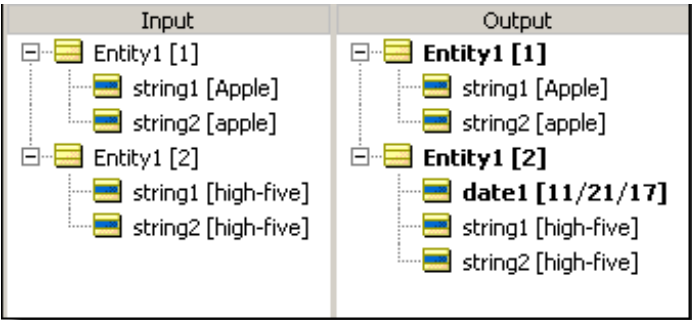 Input
Entity1 [1]
string1 [Apple]
string2 [apple]
Entity1 [2]
string1 [high-five]
string2 [high-five]
Output
Entity1 [1]
string1 [Apple]
string2 [apple]
Entity1 [2]
date1 [11/21/17]
string1 [high-five]
string2 [high-five]